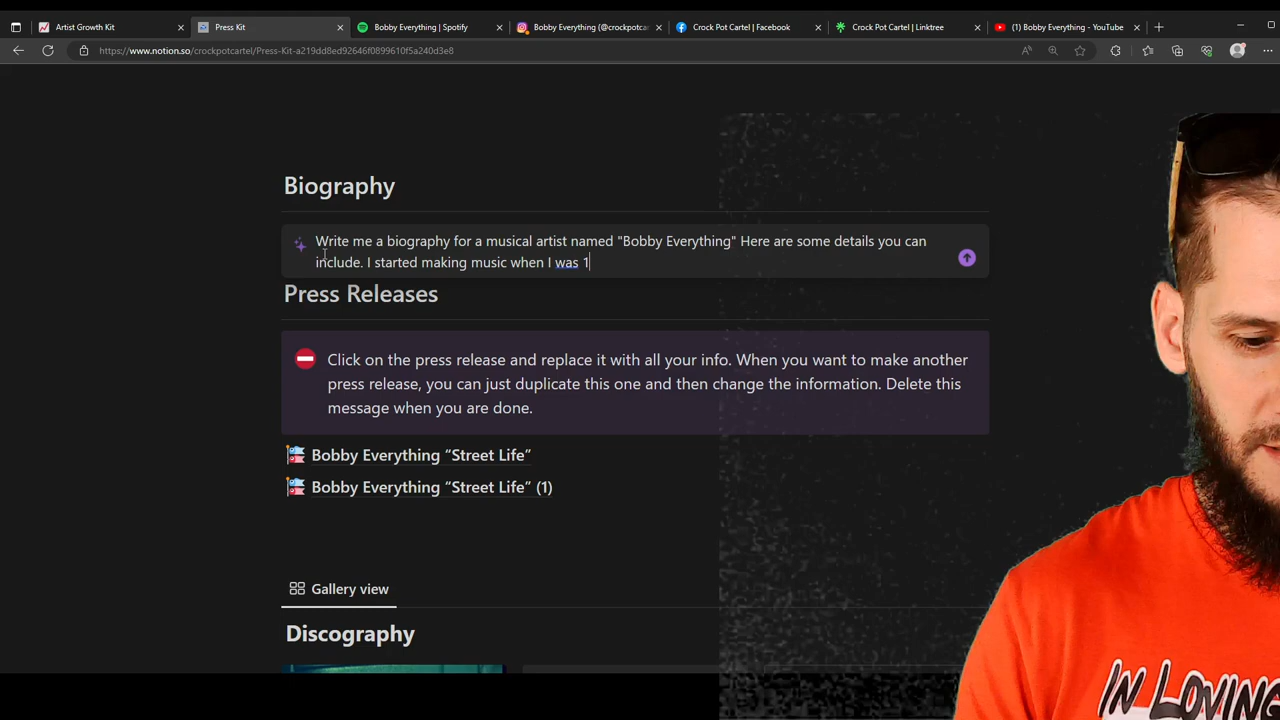 Artist Growth Kit
Press Kit
Bobby Everything | Spotify
Bobby Everything (@crockpotcar
Crock Pot Cartel | Facebook
Crock Pot Cartel | Linktree
(1) Bobby Everything - YouTube
https://www.notion.so/crockpotcartel/Press-Kit-a219dd8ed92646f0899610f5a240d3e8
Biography
Write me a biography for a musical artist named "Bobby Everything" Here are some details you can
include. I started making music when I was 1
Press Releases
Click on the press release and replace it with all your info. When you want to make another
press release, you can just duplicate this one and then change the information. Delete this
message when you are done.
Bobby Everything “Street Life”
Bobby Everything “Street Life” (1)
Gallery view
Discography
IN LOVING